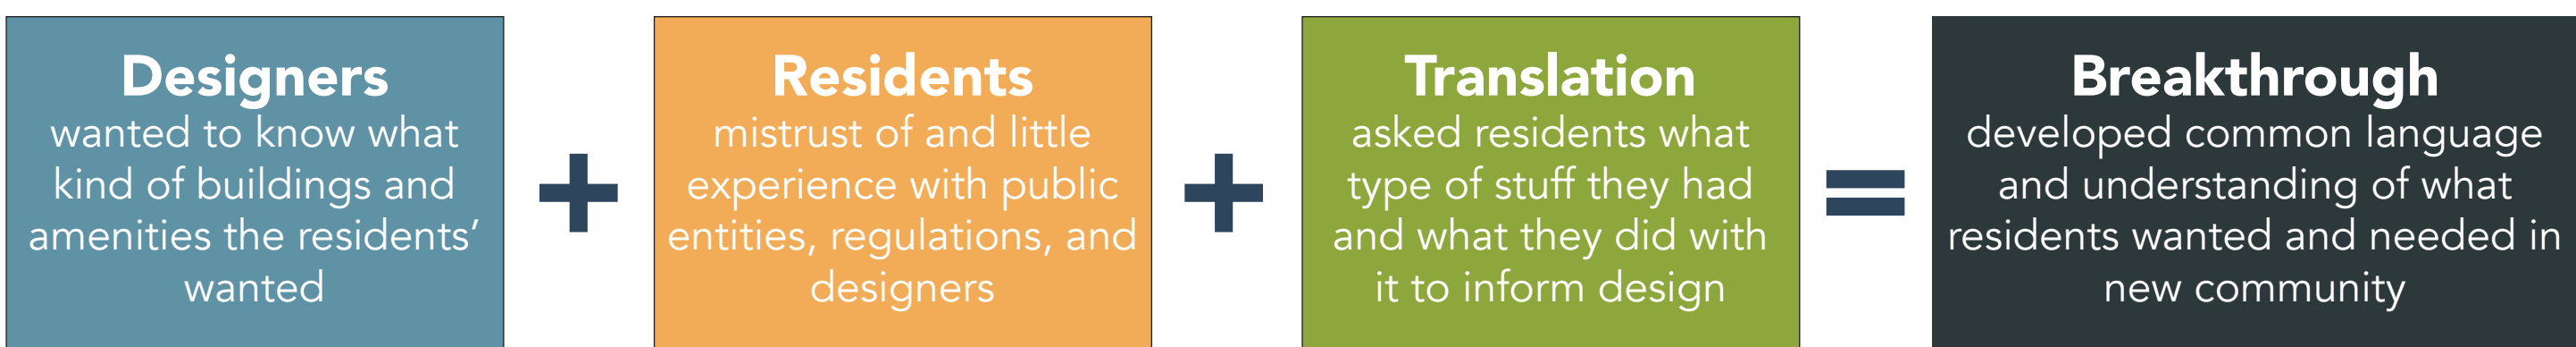 Designers
wanted to know what
kind of buildings and
amenities the residents’
wanted
+
Residents
mistrust of and little
experience with public
entities, regulations, and
designers
+
Translation
asked residents what
type of stuff they had
and what they did with
it to inform design
=
Breakthrough
developed common language
and understanding of what
residents wanted and needed in
new community